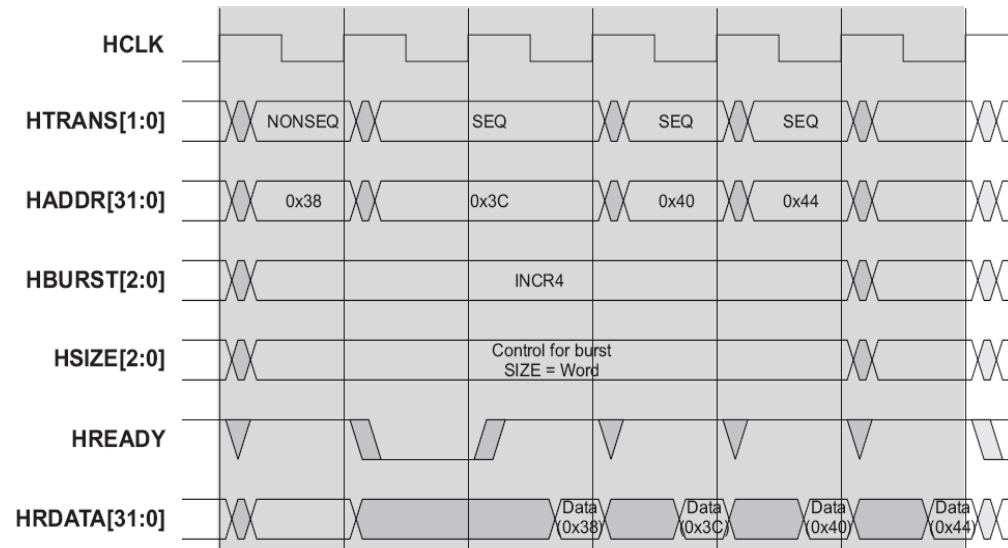 HCLK
HTRANS[1:0] NONSEQ SEQ SEQ SEQ
HADDR[31:0] 0x38 0x3C 0x40 0x44
HBURST[2:0] INCR4
HSIZE[2:0] Control for burst
SIZE = Word
HREADY
HRDATA[31:0] Data Data Data Data
(0x38) (0x3C) (0x40) (0x44)